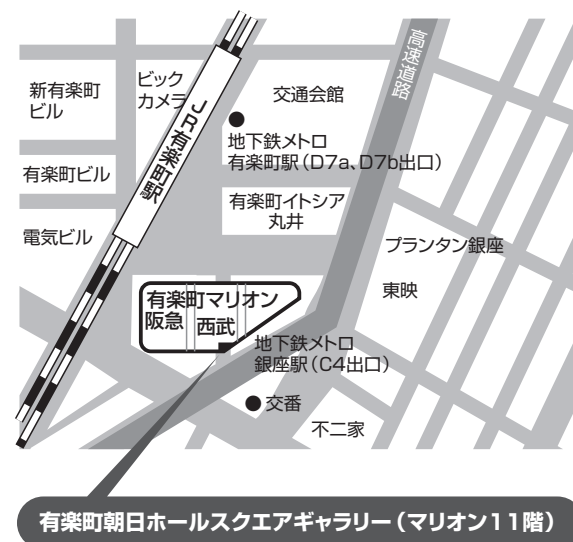 高速道路
新有楽町
ビル
ビック
カメラ
交通会館
JR有楽町駅
地下鉄メトロ
有楽町駅(D7a、D7b出口)
有楽町ビル
有楽町イトシア
丸井
電気ビル
プランタン銀座
東映
有楽町マリオン
阪急
西武
地下鉄メトロ
銀座駅(C4出口)
交番
不二家
有楽町朝日ホールスクエアギャラリー(マリオン11階)